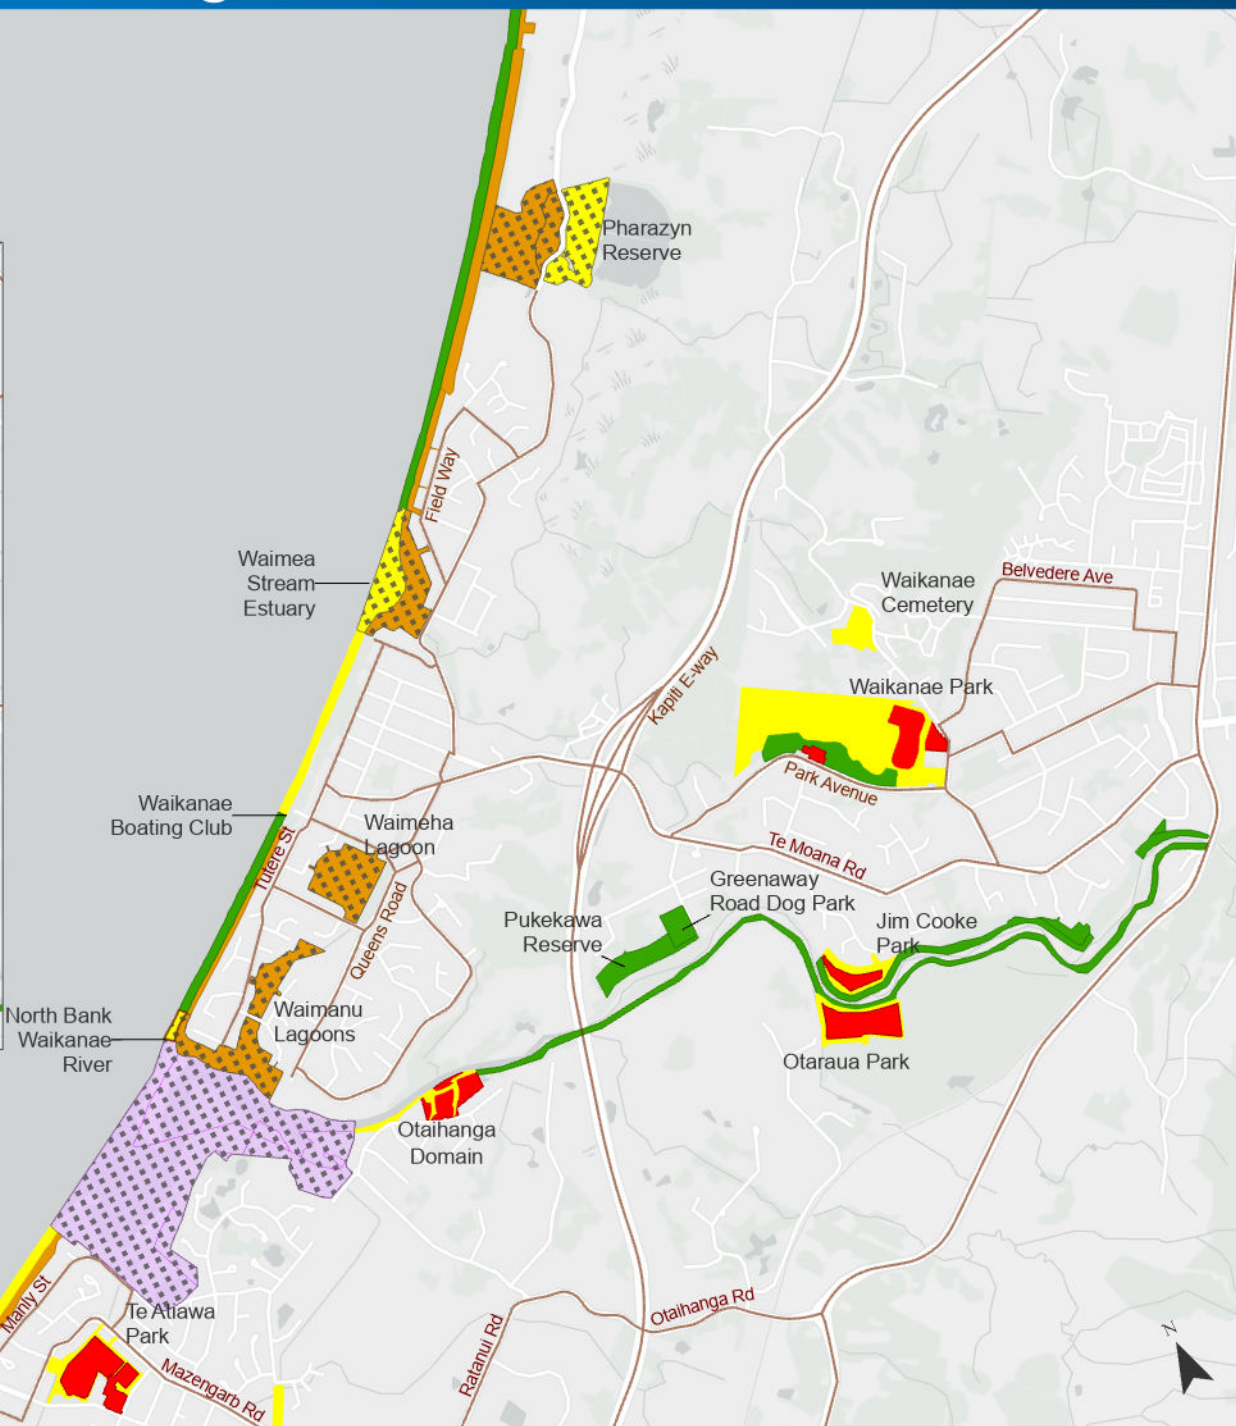 Pharazyn
Reserve
Field Way
Waimea
Stream
Estuary
Waikanae
Cemetery
Belvedere Ave
Kapiti E-way
Waikanae Park
Park Avenue
Waikanae
Boating Club
Tutere St
Waimeha
Lagoon
Te Moana Rd
Queens Road
Greenaway
Road Dog Park
Pukekawa
Reserve
Jim Cooke
Park
North Bank
Waikanae
River
Waimanu
Lagoons
Otaraua Park
Otaihanga
Domain
Manly St
Te Atiawa
Park
Mazengarb Rd
Ratanui Rd
Otaihanga Rd
N